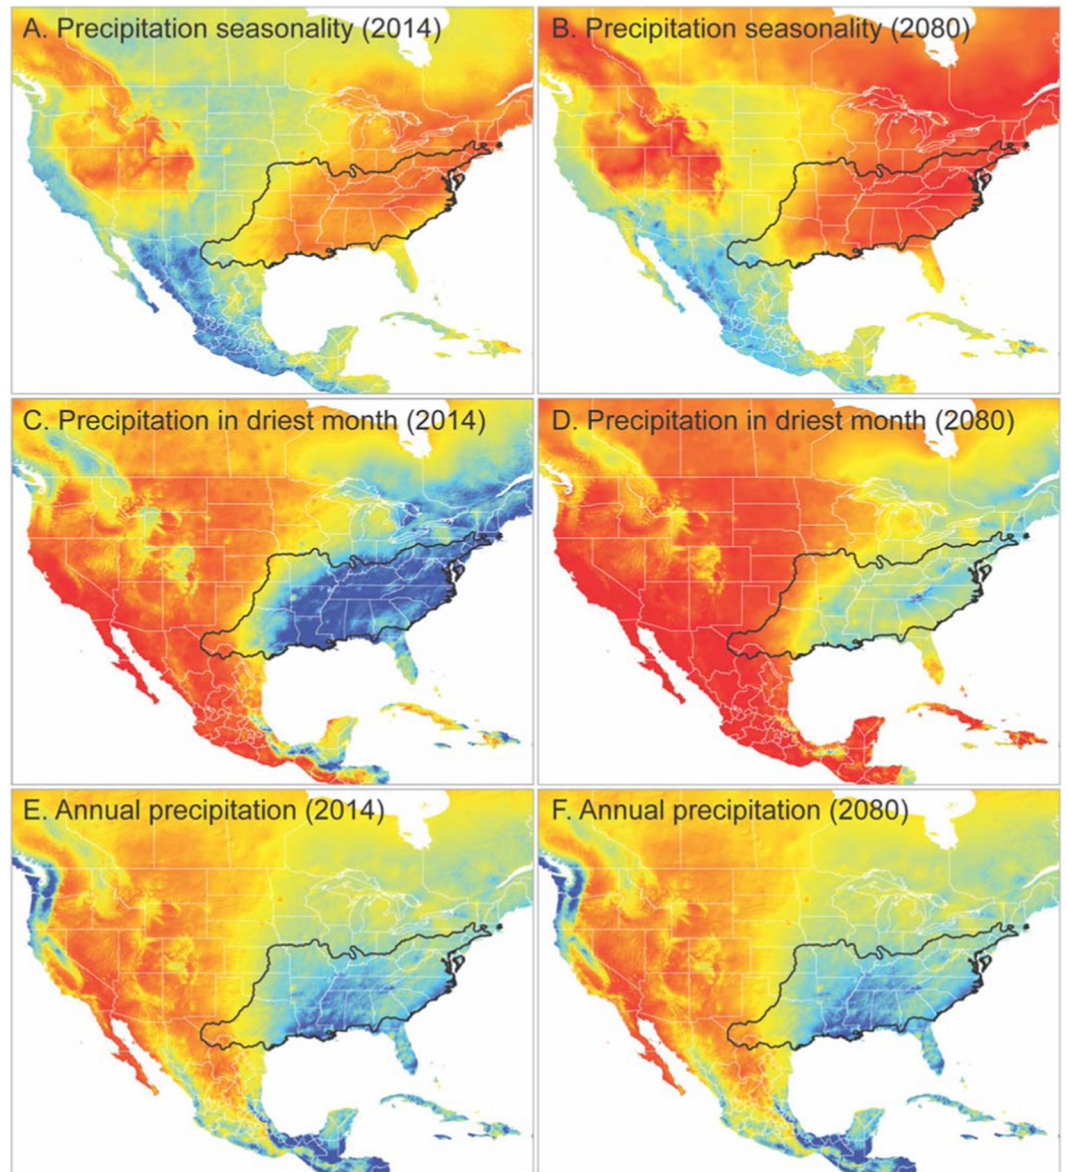 A. Precipitation seasonality (2014)
B. Precipitation seasonality (2080)
C. Precipitation in driest month (2014)
D. Precipitation in driest month (2080)
E. Annual precipitation (2014)
F. Annual precipitation (2080)